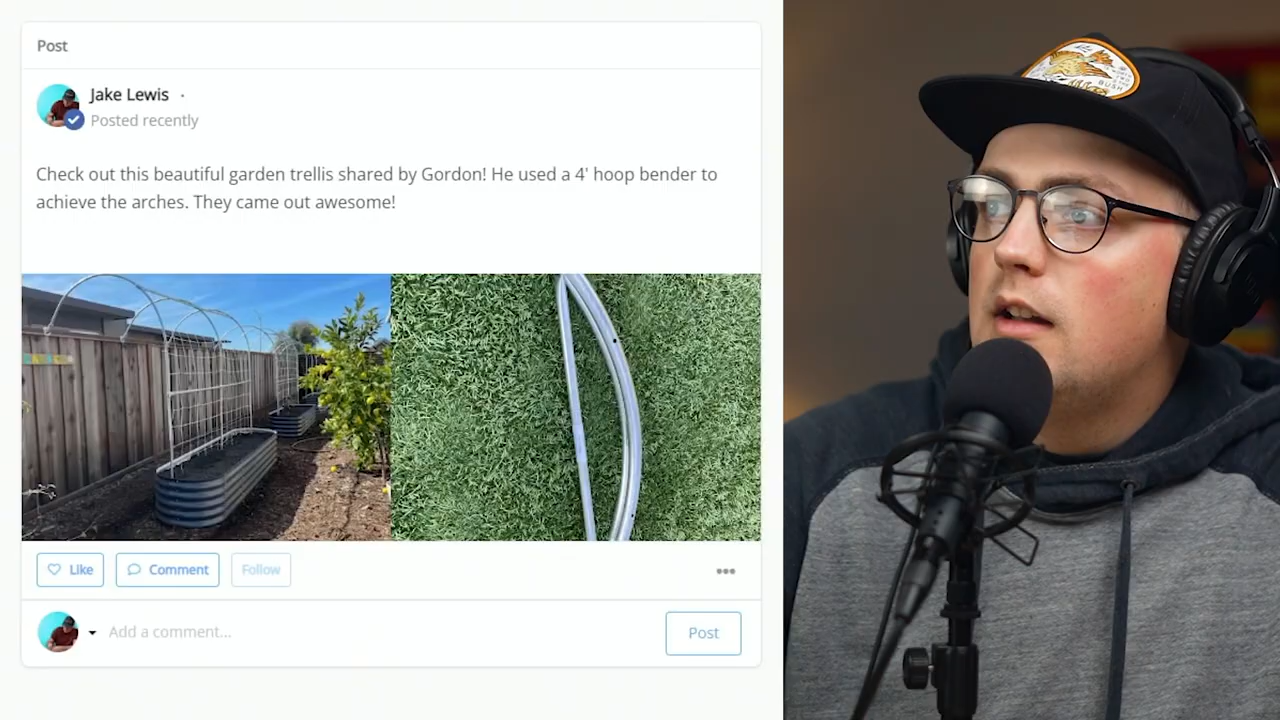 Post
Jake Lewis ·
Posted recently
Check out this beautiful garden trellis shared by Gordon! He used a 4' hoop bender to
achieve the arches. They came out awesome!
Like
Comment
Follow
Add a comment...
Post
BUSH